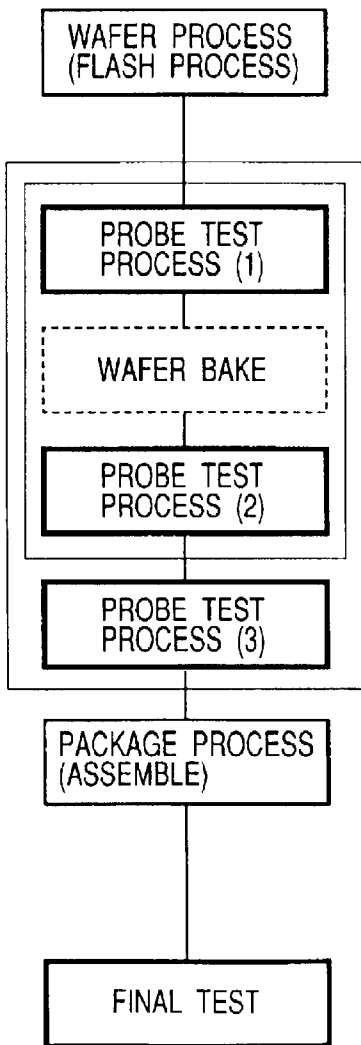 WAFER PROCESS
(FLASH PROCESS)
PROBE TEST
PROCESS (1)
WAFER BAKE
PROBE TEST
PROCESS (2)
PROBE TEST
PROCESS (3)
PACKAGE PROCESS
(ASSEMBLE)
FINAL TEST